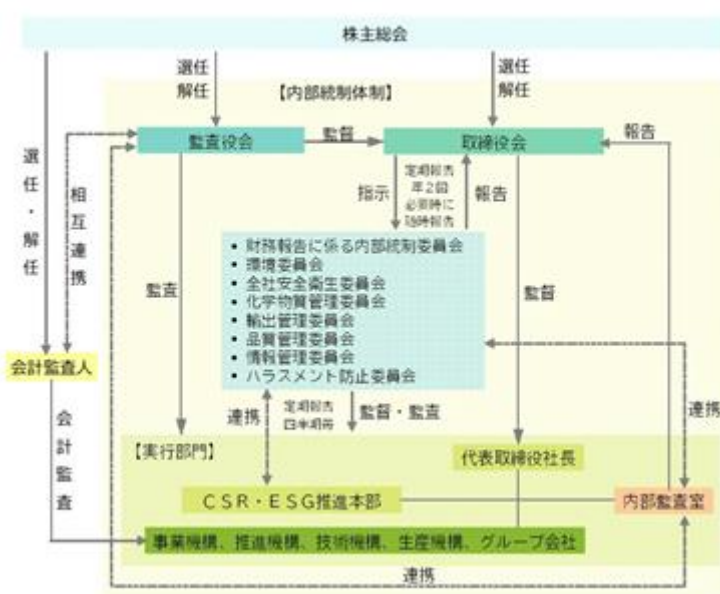 株主総会
選任
解任
選任
解任
【内部統制体制】
監査役会
監督
取締役会
報告
選任・解任
相互連携
指示
定期報告
年2回
必要時に
随時報告
報告
• 財務報告に係る内部統制委員会
• 環境委員会
• 全社安全衛生委員会
• 化学物質管理委員会
• 輸出管理委員会
• 品質管理委員会
• 情報管理委員会
• ハラスメント防止委員会
監査
監督
会計監査人
連携
定期報告
四半期毎
監督・監査
連携
会計監査
【実行部門】
代表取締役社長
CSR・ESG推進本部
内部監査室
事業機構、推進機構、技術機構、生産機構、グループ会社
連携